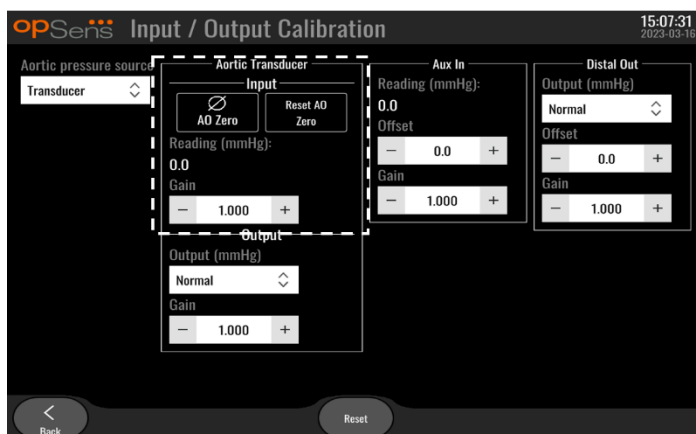 opSens Input / Output Calibration
15:07:31
2023-03-16
Aortic pressure source
Transducer
Aortic Transducer
Input
AO Zero
Reset AO
Zero
Reading (mmHg):
0.0
Gain
− 1.000 +
Output
Output (mmHg)
Normal
Gain
− 1.000 +
Aux In
Reading (mmHg):
0.0
Offset
− 0.0 +
Gain
− 1.000 +
Distal Out
Output (mmHg)
Normal
Offset
− 0.0 +
Gain
− 1.000 +
Back
Reset